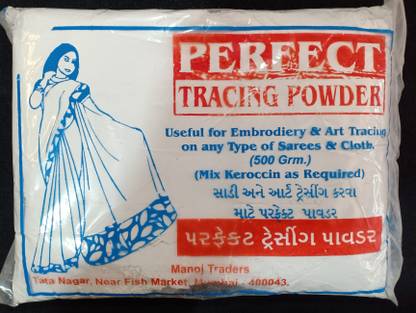 PERFECT
TRACING POWDER
Useful for Embrodiery & Art Tracing
on any Type of Sarees & Cloth.
(500 Grm.)
(Mix Keroccin as Required)
સાડી અને આર્ટ ટ્રેસીંગ કરવા
માટે પરફેક્ટ પાવડર
પરફેકટ ટ્રેસીંગ પાવડર
Manoj Traders
Tata Nagar, Near Fish Market, Mumbai - 400043.